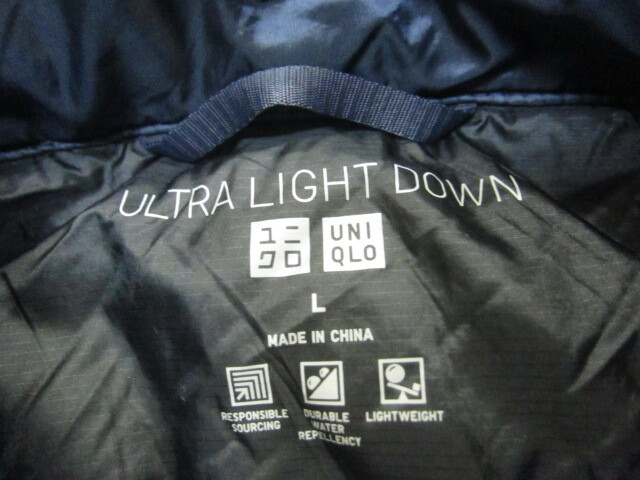 ULTRA LIGHT DOWN
ユニ UNI
クロ QLO
L
MADE IN CHINA
RESPONSIBLE
SOURCING
DURABLE
WATER
REPELLENCY
LIGHTWEIGHT